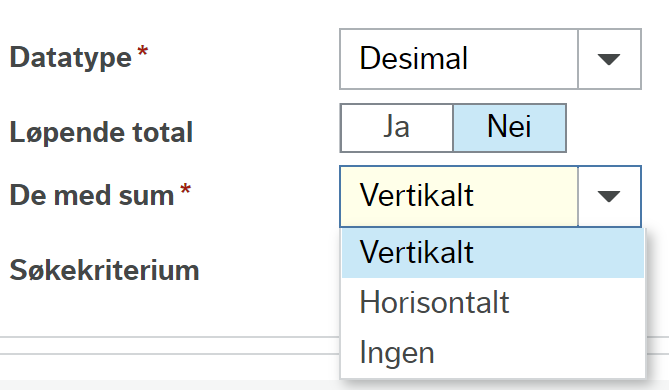 Datatype * Desimal
Løpende total Ja Nei
De med sum * Vertikalt
Vertikalt
Søkekriterium
Horisontalt
Ingen